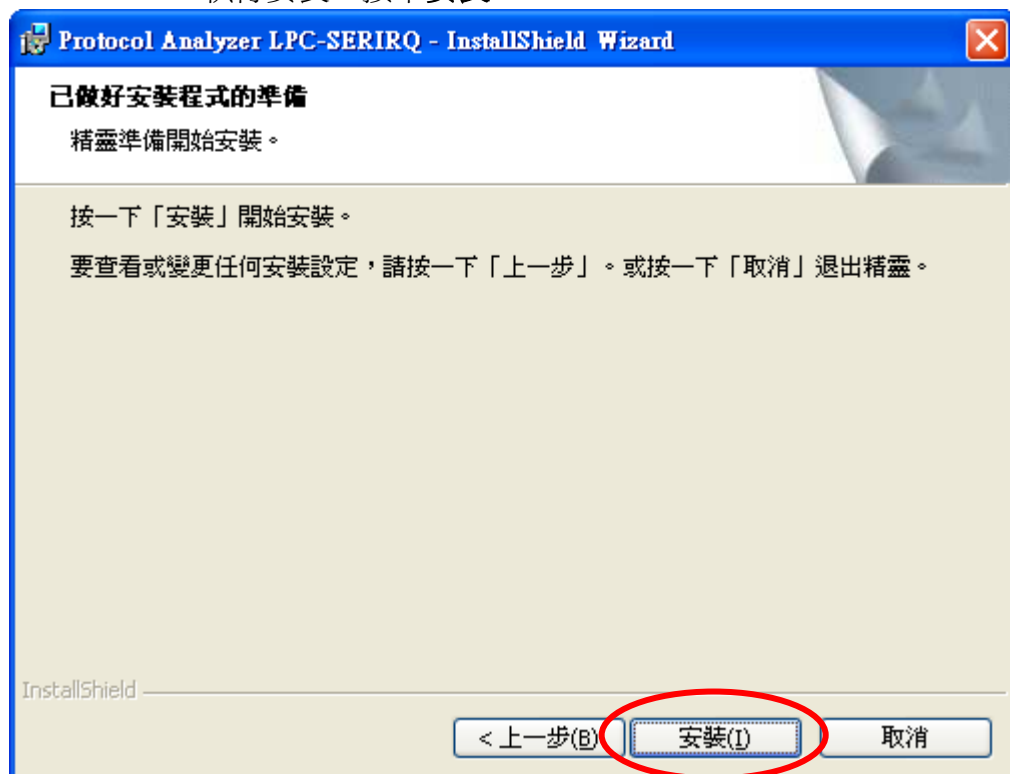 Protocol Analyzer LPC-SERIRQ - InstallShield Wizard
已做好安裝程式的準備
精靈準備開始安裝。
按一下「安裝」開始安裝。
要查看或變更任何安裝設定，請按一下「上一步」。或按一下「取消」退出精靈。
InstallShield
< 上一步(B) 安裝(I) 取消